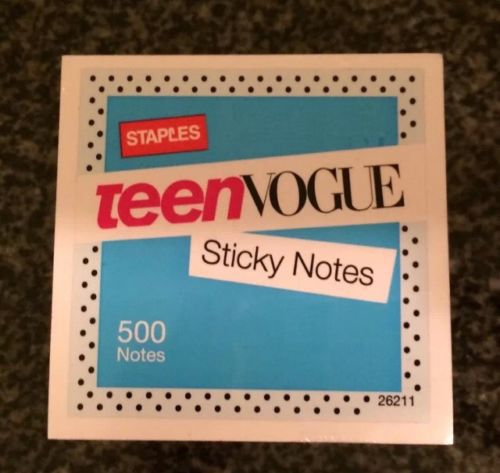 STAPLES
teenVOGUE
Sticky Notes
500
Notes
26211